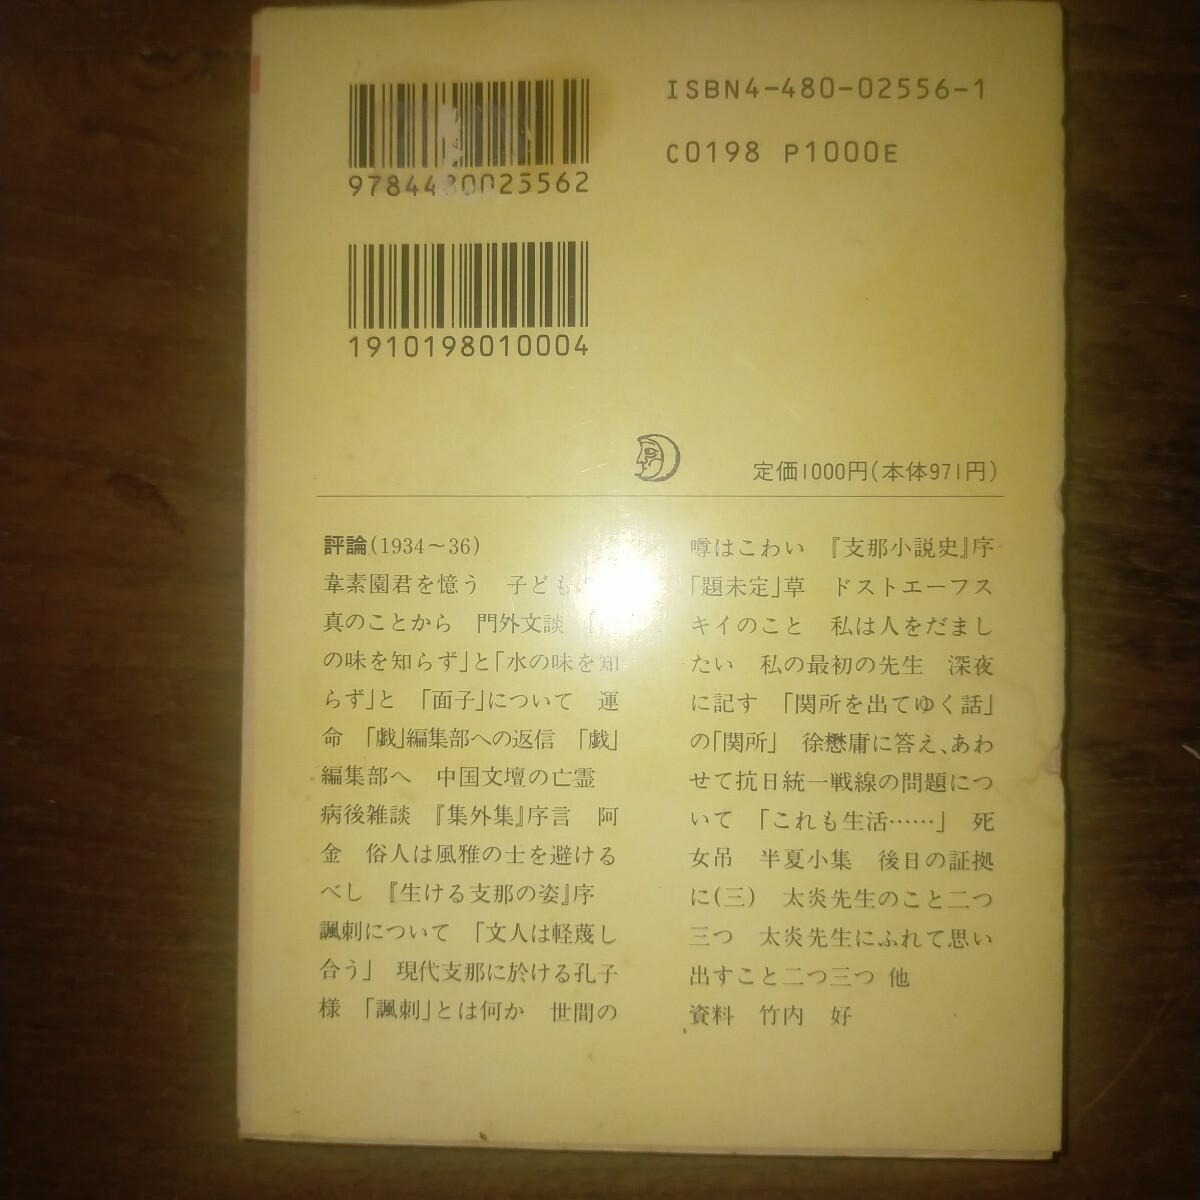 ISBN4-480-02556-1
C0198 P1000E
9784480025562
1910198010004
定価1000円(本体971円)
評論(1934〜36)
韋素園君を憶う 子ども
真のことから 門外文談 「
の味を知らず」と「水の味を知
らず」と 「面子」について 運
命 「戯」編集部への返信 「戯」
編集部へ 中国文壇の亡霊
病後雑談 『集外集』序言 阿
金 俗人は風雅の士を避ける
べし 『生ける支那の姿』序
諷刺について 「文人は軽蔑し
合う」 現代支那に於ける孔子
様 「諷刺」とは何か 世間の
噂はこわい 『支那小説史』序
「題未定」草 ドストエーフス
キイのこと 私は人をだまし
たい 私の最初の先生 深夜
に記す 「関所を出てゆく話」
の「関所」 徐懋庸に答え、あわ
せて抗日統一戦線の問題につ
いて 「これも生活……」 死
女吊 半夏小集 後日の証拠
に(三) 太炎先生のこと二つ
三つ 太炎先生にふれて思い
出すこと二つ三つ 他
資料 竹内 好